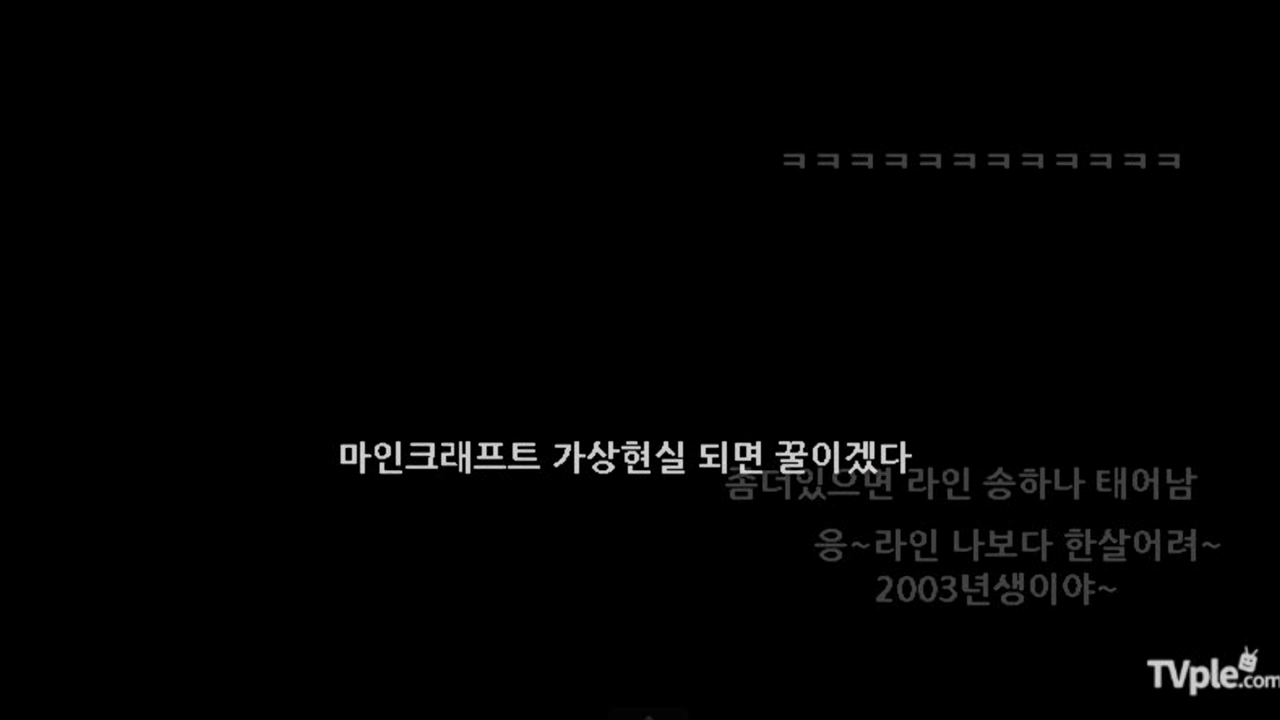 ㅋㅋㅋㅋㅋㅋㅋㅋㅋㅋㅋㅋ
마인크래프트 가상현실 되면 꿀이겠다
좀더있으면 라인 송하나 태어남
응~라인 나보다 한살어려~
2003년생이야~
TVple.com